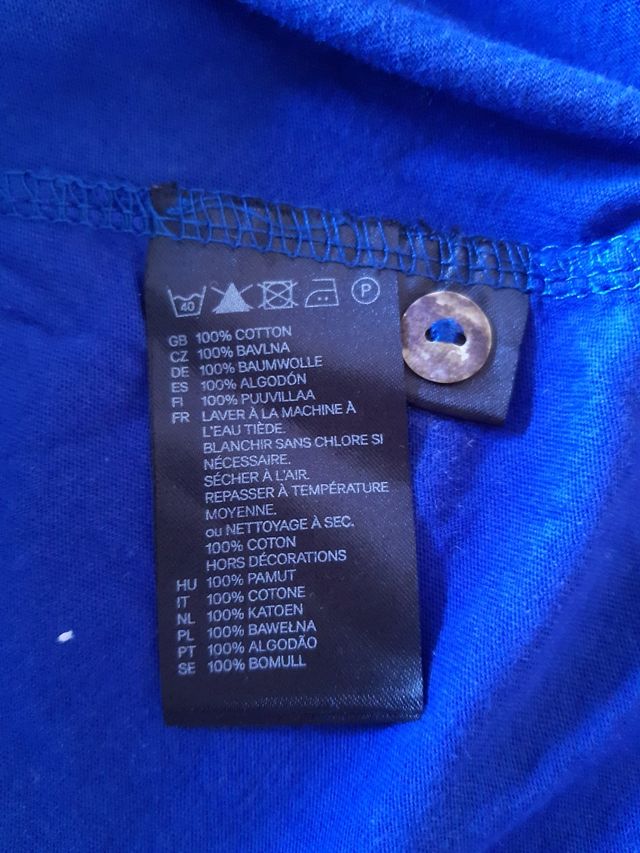 40 P
GB 100% COTTON
CZ 100% BAVLNA
DE 100% BAUMWOLLE
ES 100% ALGODÓN
FI 100% PUUVILLAA
FR LAVER À LA MACHINE À
L'EAU TIÈDE.
BLANCHIR SANS CHLORE SI
NÉCESSAIRE.
SÉCHER À L'AIR.
REPASSER À TEMPÉRATURE
MOYENNE.
ou NETTOYAGE À SEC.
100% COTON
HORS DÉCORATIONS
HU 100% PAMUT
IT 100% COTONE
NL 100% KATOEN
PL 100% BAWEŁNA
PT 100% ALGODÃO
SE 100% BOMULL